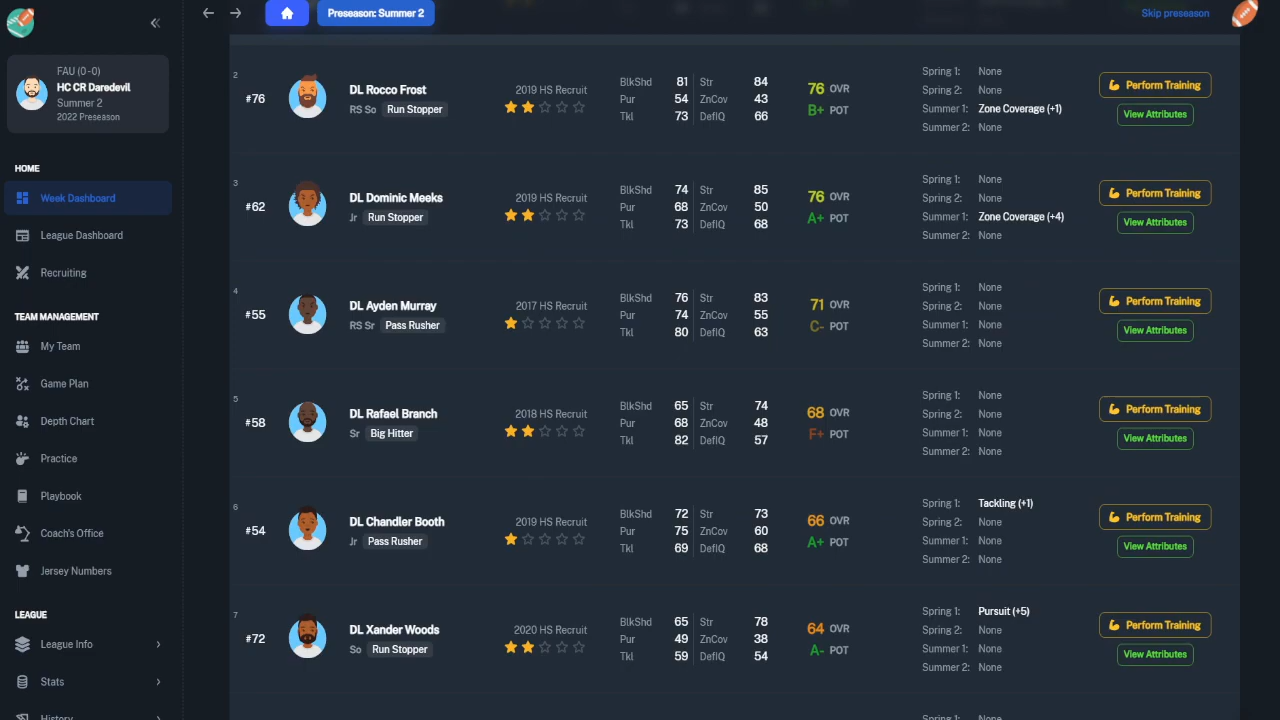 Preseason: Summer 2
Skip preseason
FAU (0-0)
HC CR Daredevil
Summer 2
2022 Preseason
HOME
Week Dashboard
League Dashboard
Recruiting
TEAM MANAGEMENT
My Team
Game Plan
Depth Chart
Practice
Playbook
Coach's Office
Jersey Numbers
LEAGUE
League Info
Stats
History
2
#76
DL Rocco Frost
RS So Run Stopper
2019 HS Recruit
BlkShd 81 Str 84
Pur 54 ZnCov 43
Tkl 73 DefIQ 66
76 OVR
B+ POT
Spring 1: None
Spring 2: None
Summer 1: Zone Coverage (+1)
Summer 2: None
Perform Training
View Attributes
3
#62
DL Dominic Meeks
Jr Run Stopper
2019 HS Recruit
BlkShd 74 Str 85
Pur 68 ZnCov 50
Tkl 73 DefIQ 68
76 OVR
A+ POT
Spring 1: None
Spring 2: None
Summer 1: Zone Coverage (+4)
Summer 2: None
Perform Training
View Attributes
4
#55
DL Ayden Murray
RS Sr Pass Rusher
2017 HS Recruit
BlkShd 76 Str 83
Pur 74 ZnCov 55
Tkl 80 DefIQ 63
71 OVR
C- POT
Spring 1: None
Spring 2: None
Summer 1: None
Summer 2: None
Perform Training
View Attributes
5
#58
DL Rafael Branch
Sr Big Hitter
2018 HS Recruit
BlkShd 65 Str 74
Pur 68 ZnCov 48
Tkl 82 DefIQ 57
68 OVR
F+ POT
Spring 1: None
Spring 2: None
Summer 1: None
Summer 2: None
Perform Training
View Attributes
6
#54
DL Chandler Booth
Jr Pass Rusher
2019 HS Recruit
BlkShd 72 Str 73
Pur 75 ZnCov 60
Tkl 69 DefIQ 68
66 OVR
A+ POT
Spring 1: Tackling (+1)
Spring 2: None
Summer 1: None
Summer 2: None
Perform Training
View Attributes
7
#72
DL Xander Woods
So Run Stopper
2020 HS Recruit
BlkShd 65 Str 78
Pur 49 ZnCov 38
Tkl 59 DefIQ 54
64 OVR
A- POT
Spring 1: Pursuit (+5)
Spring 2: None
Summer 1: None
Summer 2: None
Perform Training
View Attributes
Spring 1: None